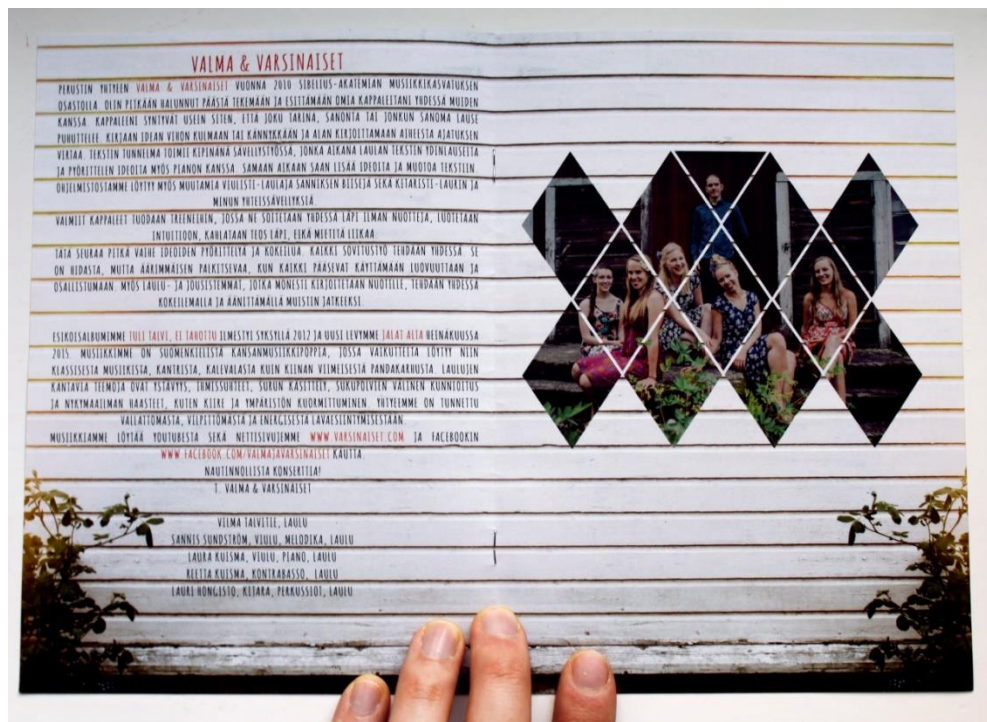 VALMA & VARSINAISET
PERUSTIN YHTYEEN VALMA & VARSINAISET VUONNA 2010 SIBELIUS-AKATEMIAN MUSIIKKIKASVATUKSEN
OSASTOLLA. OLIN PITKÄÄN HALUNNUT PÄÄSTÄ TEKEMÄÄN JA ESITTÄMÄÄN OMIA KAPPALEITANI YHDESSÄ MUIDEN
KANSSA. KAPPALEENI SYNTYVÄT USEIN SITEN, ETTÄ JOKU TARINA, SANONTA TAI JONKUN SANOMA LAUSE
PUHUTTELEE. KIRJAAN IDEAN VIHON KULMAAN TAI KÄNNYKKÄÄN JA ALAN KIRJOITTAMAAN AIHEESTA AJATUKSEN
VIRTAA. TEKSTIN TUNNELMA TOIMII KIPINÄNÄ SÄVELLYSTYÖSSÄ, JONKA AIKANA LAULAN TEKSTIN YDINLAUSEITA
JA PYÖRITTELEN IDEOITA MYÖS PIANON KANSSA. SAMAAN AIKAAN SAAN LISÄÄ IDEOITA JA MUOTOA TEKSTIIN.
OHJELMISTOSTAMME LÖYTYY MYÖS MUUTAMIA VIULISTI-LAULAJA SANNIKSEN BIISEJÄ SEKÄ KITARISTI-LAURIN JA
MINUN YHTEISSÄVELLYKSIÄ.
VALMIIT KAPPALEET TUODAAN TREENEIHIN, JOSSA NE SOITETAAN YHDESSÄ LÄPI ILMAN NUOTTEJA, LUOTETAAN
INTUITIOON, KAHLATAAN TEOS LÄPI, EIKÄ MIETITÄ LIIKAA.
TÄTÄ SEURAA PITKÄ VAIHE IDEOIDEN PYÖRITTELYÄ JA KOKEILUA. KAIKKI SOVITUSTYÖ TEHDÄÄN YHDESSÄ. SE
ON HIDASTA, MUTTA ÄÄRIMMÄISEN PALKITSEVAA, KUN KAIKKI PÄÄSEVÄT KÄYTTÄMÄÄN LUOVUUTTAAN JA
OSALLISTUMAAN. MYÖS LAULU- JA JOUSISTEMMAT, JOITA MONESTI KIRJOITETAAN NUOTELLE, TEHDÄÄN YHDESSÄ
KOKEILEMALLA JA ÄÄNITTÄMÄLLÄ MUISTIN JATKEEKSI.
ESIKOISALBUMIMME TULI TALVI, EI TAHOTTU ILMESTYI SYKSYLLÄ 2012 JA UUSI LEVYMME JALAT ALTA HEINÄKUUSSA
2015. MUSIIKKIMME ON SUOMENKIELISTÄ KANSANMUSIIKKIPOPPIA, JOSSA VAIKUTTEITA LÖYTYY NIIN
KLASSISESTA MUSIIKISTA, KANTRISTA, KALEVALASTA KUIN KIINAN VIIMEISESTÄ PANDAKARHUSTA. LAULUJEN
KANTAVIA TEEMOJA OVAT YSTÄVYYS, IHMISSUHTEET, SURUN KÄSITTELY, SUKUPOLVIEN VÄLINEN KUNNIOITUS
JA NYKYMAAILMAN HAASTEET, KUTEN KIIRE JA YMPÄRISTÖN KUORMITTUMINEN. YHTYEEMME ON TUNNETTU
VALLATTOMASTA, VILPITTÖMÄSTÄ JA ENERGISESTÄ LAVAESIINTYMISESTÄÄN.
MUSIIKKIAMME LÖYTÄÄ YOUTUBESTA SEKÄ NETTISIVUJEMME WWW.VARSINAISET.COM JA FACEBOOKIN
WWW.FACEBOOK.COM/VALMAJAVARSINAISET KAUTTA.
NAUTINNOLLISTA KONSERTTIA!
T. VALMA & VARSINAISET
VILMA TALVITIE, LAULU
SANNIS SUNDSTRÖM, VIULU, MELODIKA, LAULU
LAURA KUISMA, VIULU, PIANO, LAULU
REETTA KUISMA, KONTRABASSO, LAULU
LAURI HONGISTO, KITARA, PERKUSSIOT, LAULU